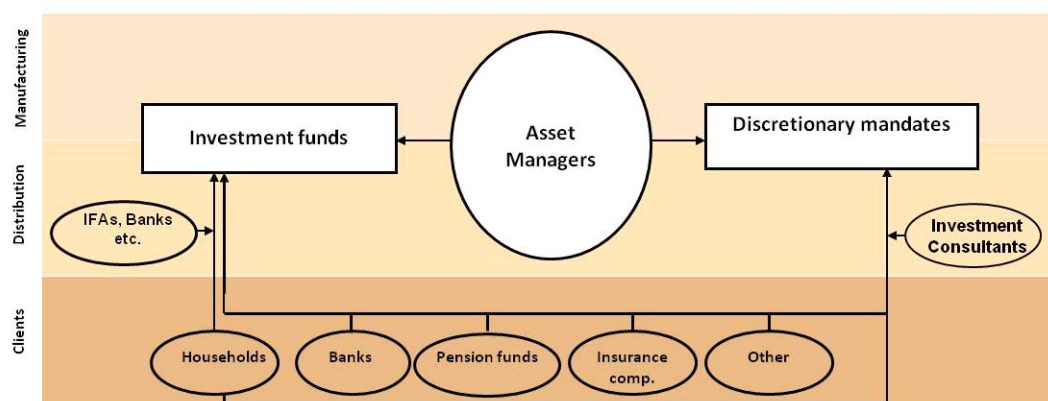 Manufacturing
Asset
Managers
Investment funds
Discretionary mandates
Distribution
IFAs, Banks
etc.
Investment
Consultants
Clients
Households
Banks
Pension funds
Insurance
comp.
Other